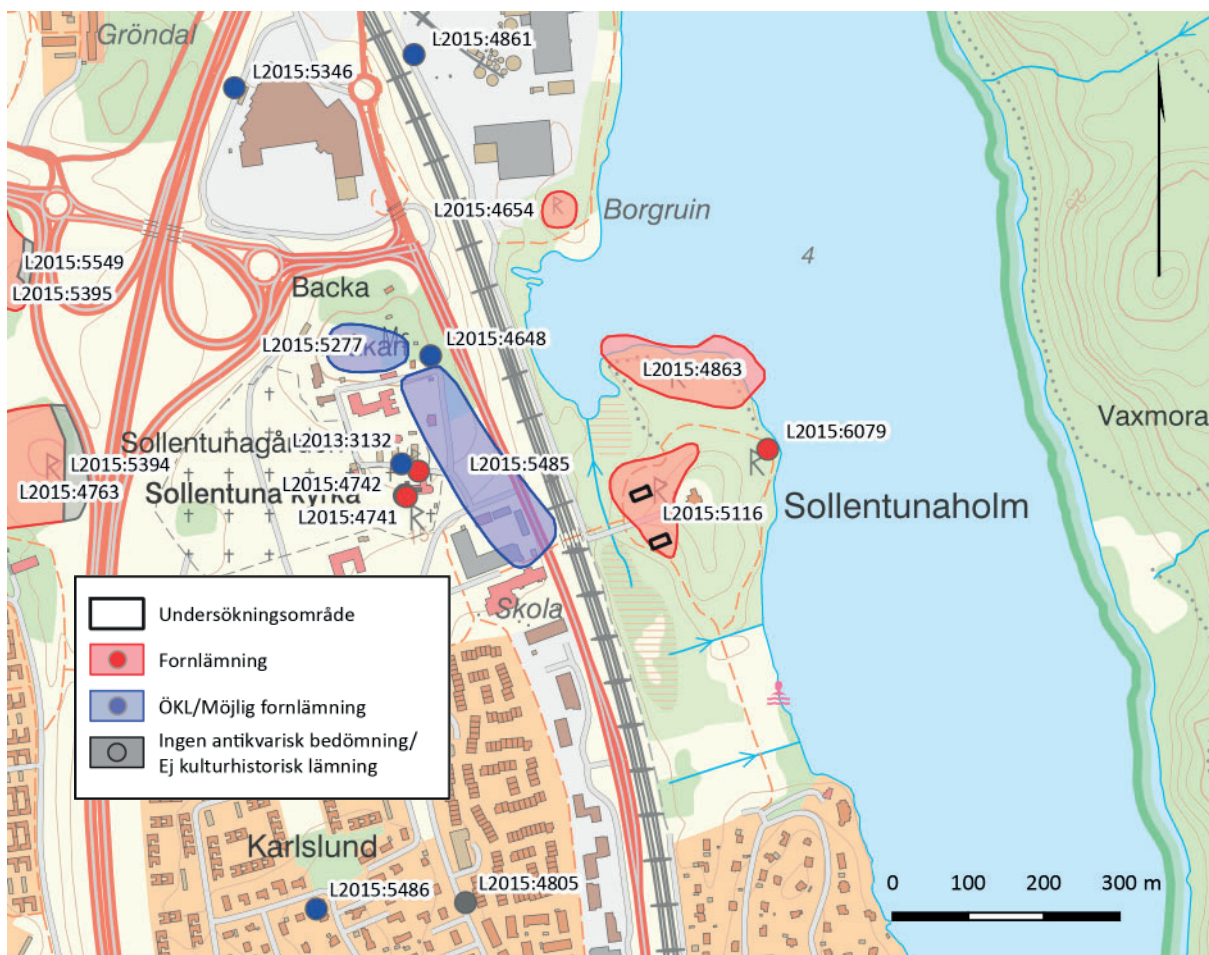 Gröndal
L2015:4861
L2015:5346
L2015:4654
Borgruin
4
L2015:5549
L2015:5395
Backa
L2015:5277
L2015:4648
L2015:4863
Vaxmora
Sollentunagården
L2013:3132
L2015:6079
L2015:5394
L2015:5485
L2015:4763
L2015:4742
Sollentuna kyrka
L2015:5116
Sollentunaholm
L2015:4741
Skola
Undersökningsområde
Fornlämning
ÖKL/Möjlig fornlämning
Ingen antikvarisk bedömning/
Ej kulturhistorisk lämning
Karlslund
L2015:5486
L2015:4805
0 100 200 300 m